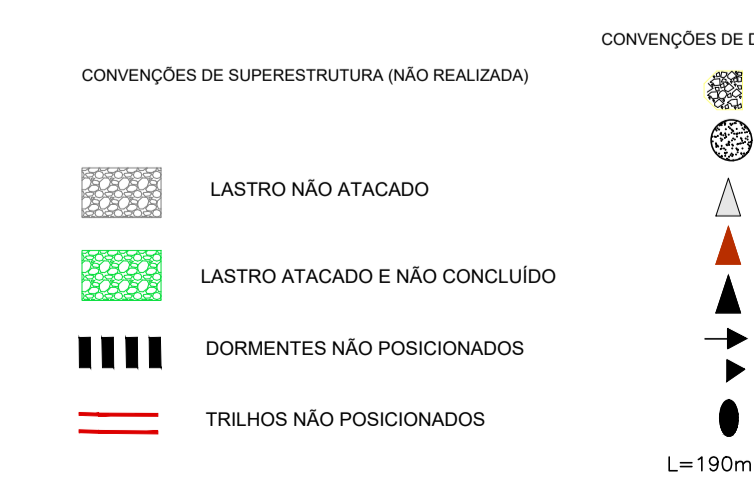 CONVENÇÕES DE
CONVENÇÕES DE SUPERESTRUTURA (NÃO REALIZADA)
LASTRO NÃO ATACADO
LASTRO ATACADO E NÃO CONCLUÍDO
DORMENTES NÃO POSICIONADOS
TRILHOS NÃO POSICIONADOS
L=190m